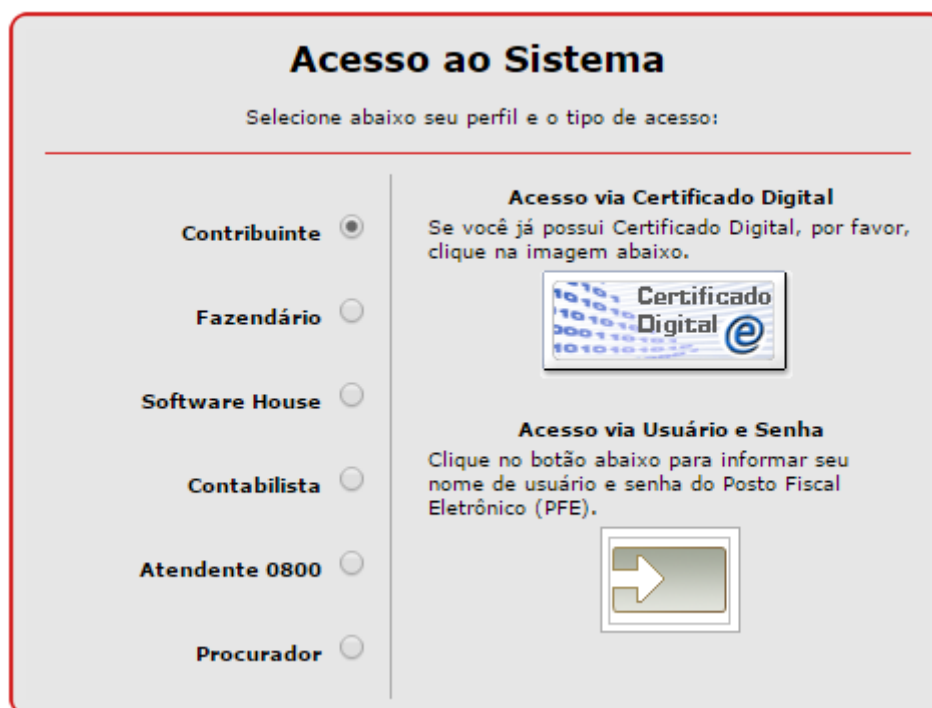 Acesso ao Sistema
Selecione abaixo seu perfil e o tipo de acesso:
Contribuinte
Fazendário
Software House
Contabilista
Atendente 0800
Procurador
Acesso via Certificado Digital
Se você já possui Certificado Digital, por favor,
clique na imagem abaixo.
Certificado
Digital
Acesso via Usuário e Senha
Clique no botão abaixo para informar seu
nome de usuário e senha do Posto Fiscal
Eletrônico (PFE).